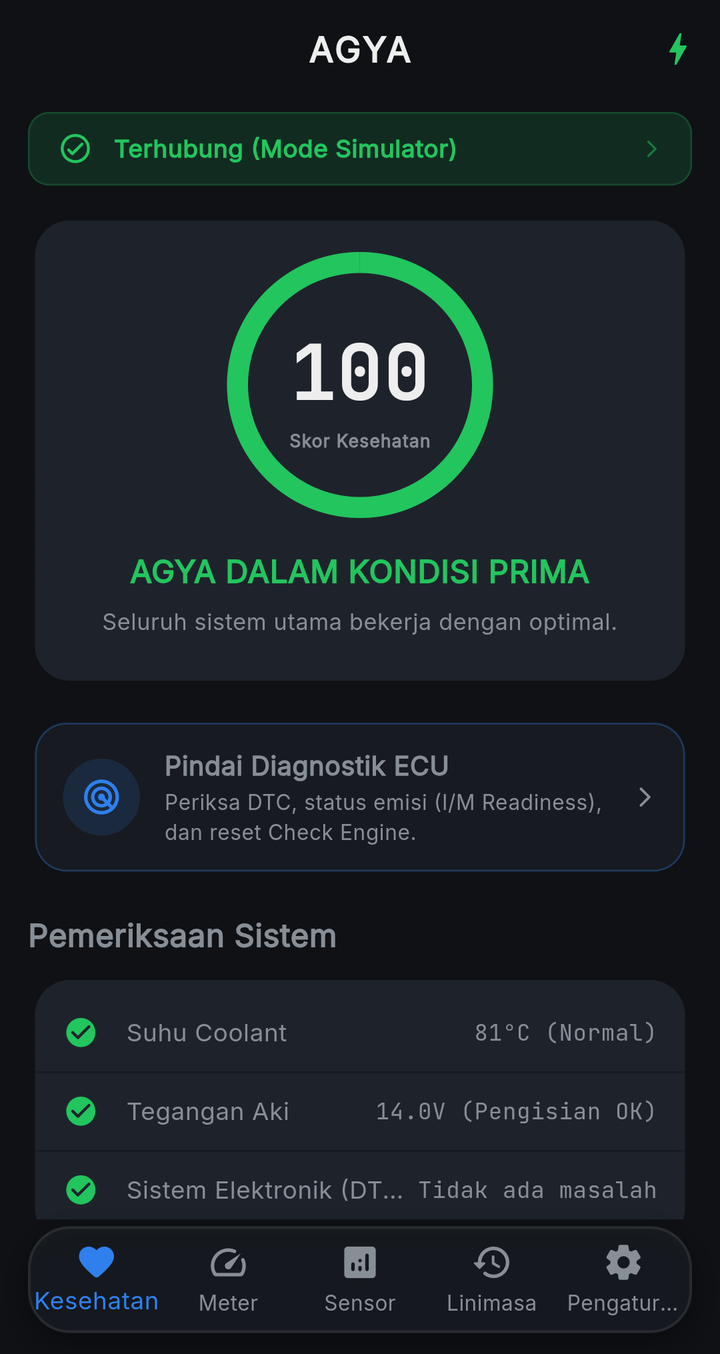 AGYA
Terhubung (Mode Simulator)
100
Skor Kesehatan
AGYA DALAM KONDISI PRIMA
Seluruh sistem utama bekerja dengan optimal.
Pindai Diagnostik ECU
Periksa DTC, status emisi (I/M Readiness),
dan reset Check Engine.
Pemeriksaan Sistem
Suhu Coolant 81°C (Normal)
Tegangan Aki 14.0V (Pengisian OK)
Sistem Elektronik (DT... Tidak ada masalah
Kesehatan Meter Sensor Linimasa Pengatur...